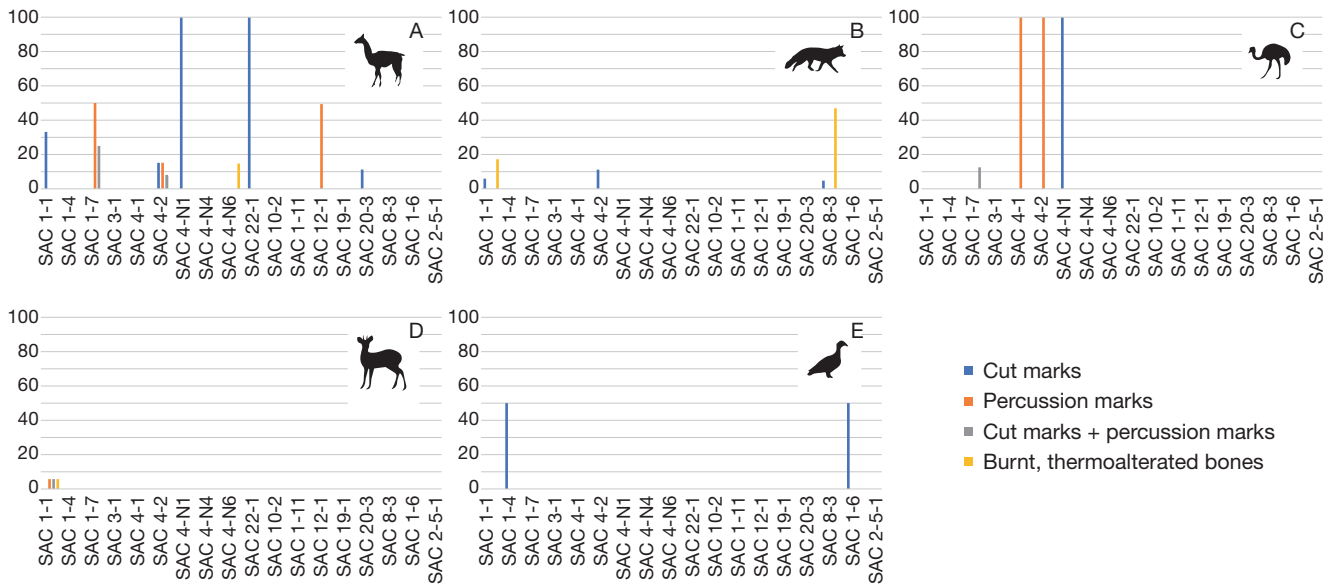 A
100
80
60
40
20
0
SAC 1-1
SAC 1-4
SAC 1-7
SAC 3-1
SAC 4-1
SAC 4-2
SAC 4-N1
SAC 4-N4
SAC 4-N6
SAC 22-1
SAC 10-2
SAC 1-11
SAC 12-1
SAC 19-1
SAC 20-3
SAC 8-3
SAC 1-6
SAC 2-5-1
B
100
80
60
40
20
0
SAC 1-1
SAC 1-4
SAC 1-7
SAC 3-1
SAC 4-1
SAC 4-2
SAC 4-N1
SAC 4-N4
SAC 4-N6
SAC 22-1
SAC 10-2
SAC 1-11
SAC 12-1
SAC 19-1
SAC 20-3
SAC 8-3
SAC 1-6
SAC 2-5-1
C
100
80
60
40
20
0
SAC 1-1
SAC 1-4
SAC 1-7
SAC 3-1
SAC 4-1
SAC 4-2
SAC 4-N1
SAC 4-N4
SAC 4-N6
SAC 22-1
SAC 10-2
SAC 1-11
SAC 12-1
SAC 19-1
SAC 20-3
SAC 8-3
SAC 1-6
SAC 2-5-1
D
100
80
60
40
20
0
SAC 1-1
SAC 1-4
SAC 1-7
SAC 3-1
SAC 4-1
SAC 4-2
SAC 4-N1
SAC 4-N4
SAC 4-N6
SAC 22-1
SAC 10-2
SAC 1-11
SAC 12-1
SAC 19-1
SAC 20-3
SAC 8-3
SAC 1-6
SAC 2-5-1
E
100
80
60
40
20
0
SAC 1-1
SAC 1-4
SAC 1-7
SAC 3-1
SAC 4-1
SAC 4-2
SAC 4-N1
SAC 4-N4
SAC 4-N6
SAC 22-1
SAC 10-2
SAC 1-11
SAC 12-1
SAC 19-1
SAC 20-3
SAC 8-3
SAC 1-6
SAC 2-5-1
Cut marks
Percussion marks
Cut marks + percussion marks
Burnt, thermoalterated bones